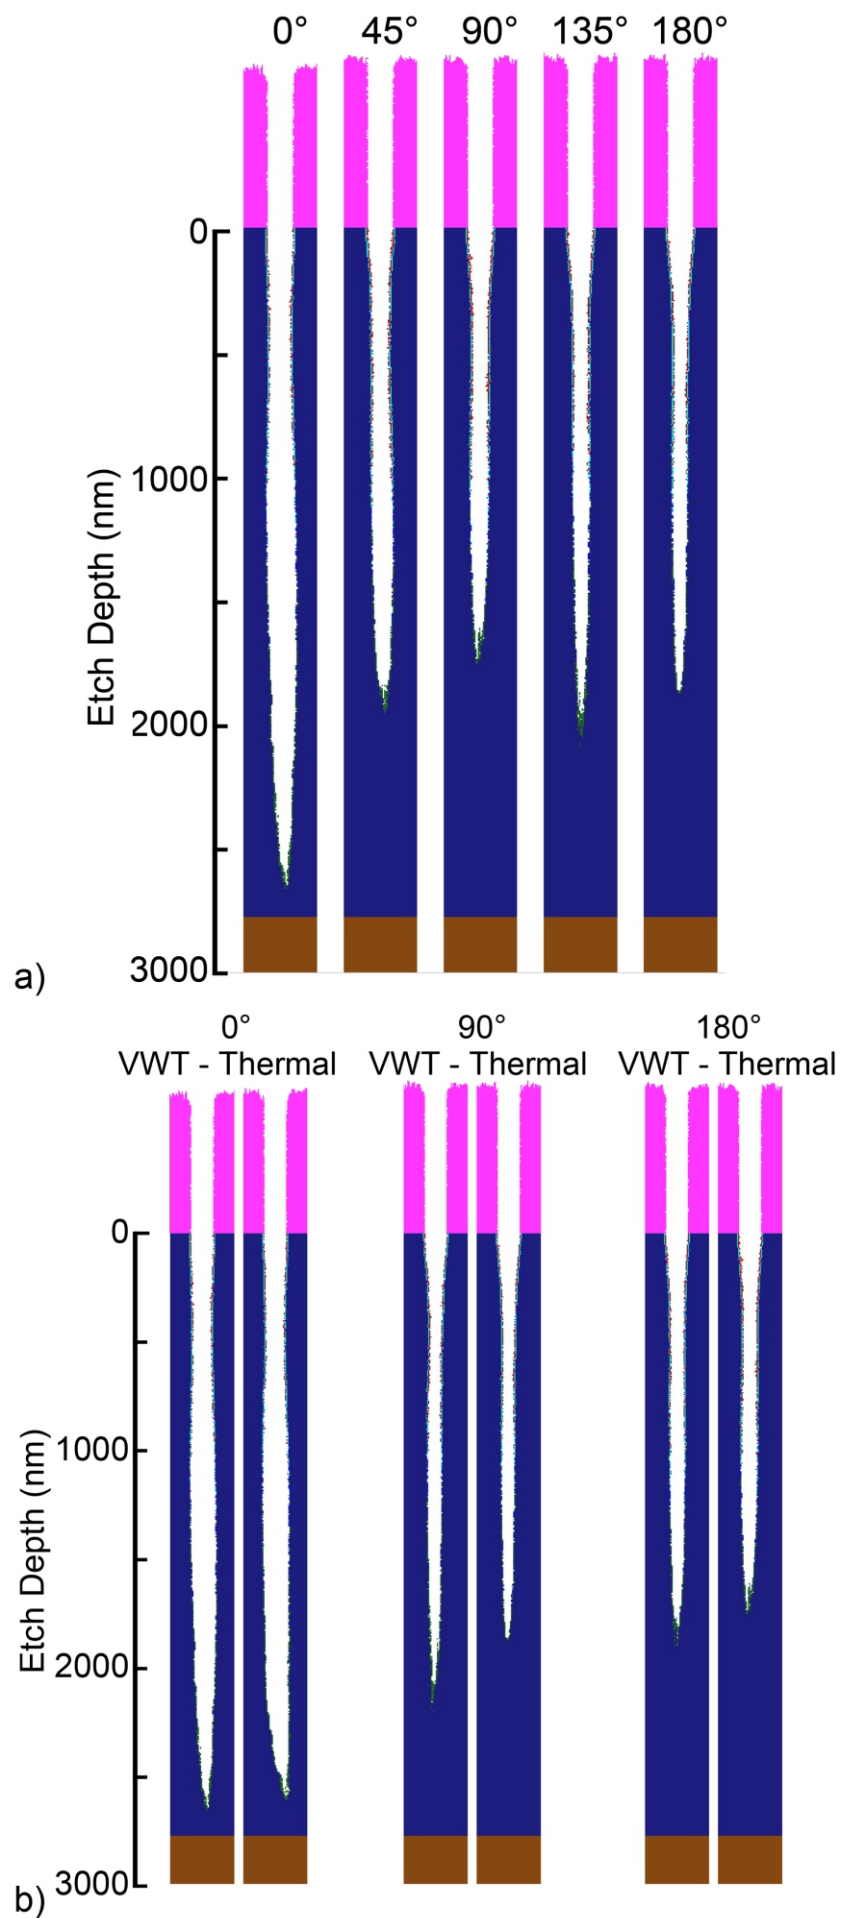 0° 45° 90° 135° 180°
0
1000
2000
3000
Etch Depth (nm)
a)
0° 90° 180°
VWT - Thermal VWT - Thermal VWT - Thermal
0
1000
2000
3000
Etch Depth (nm)
b)